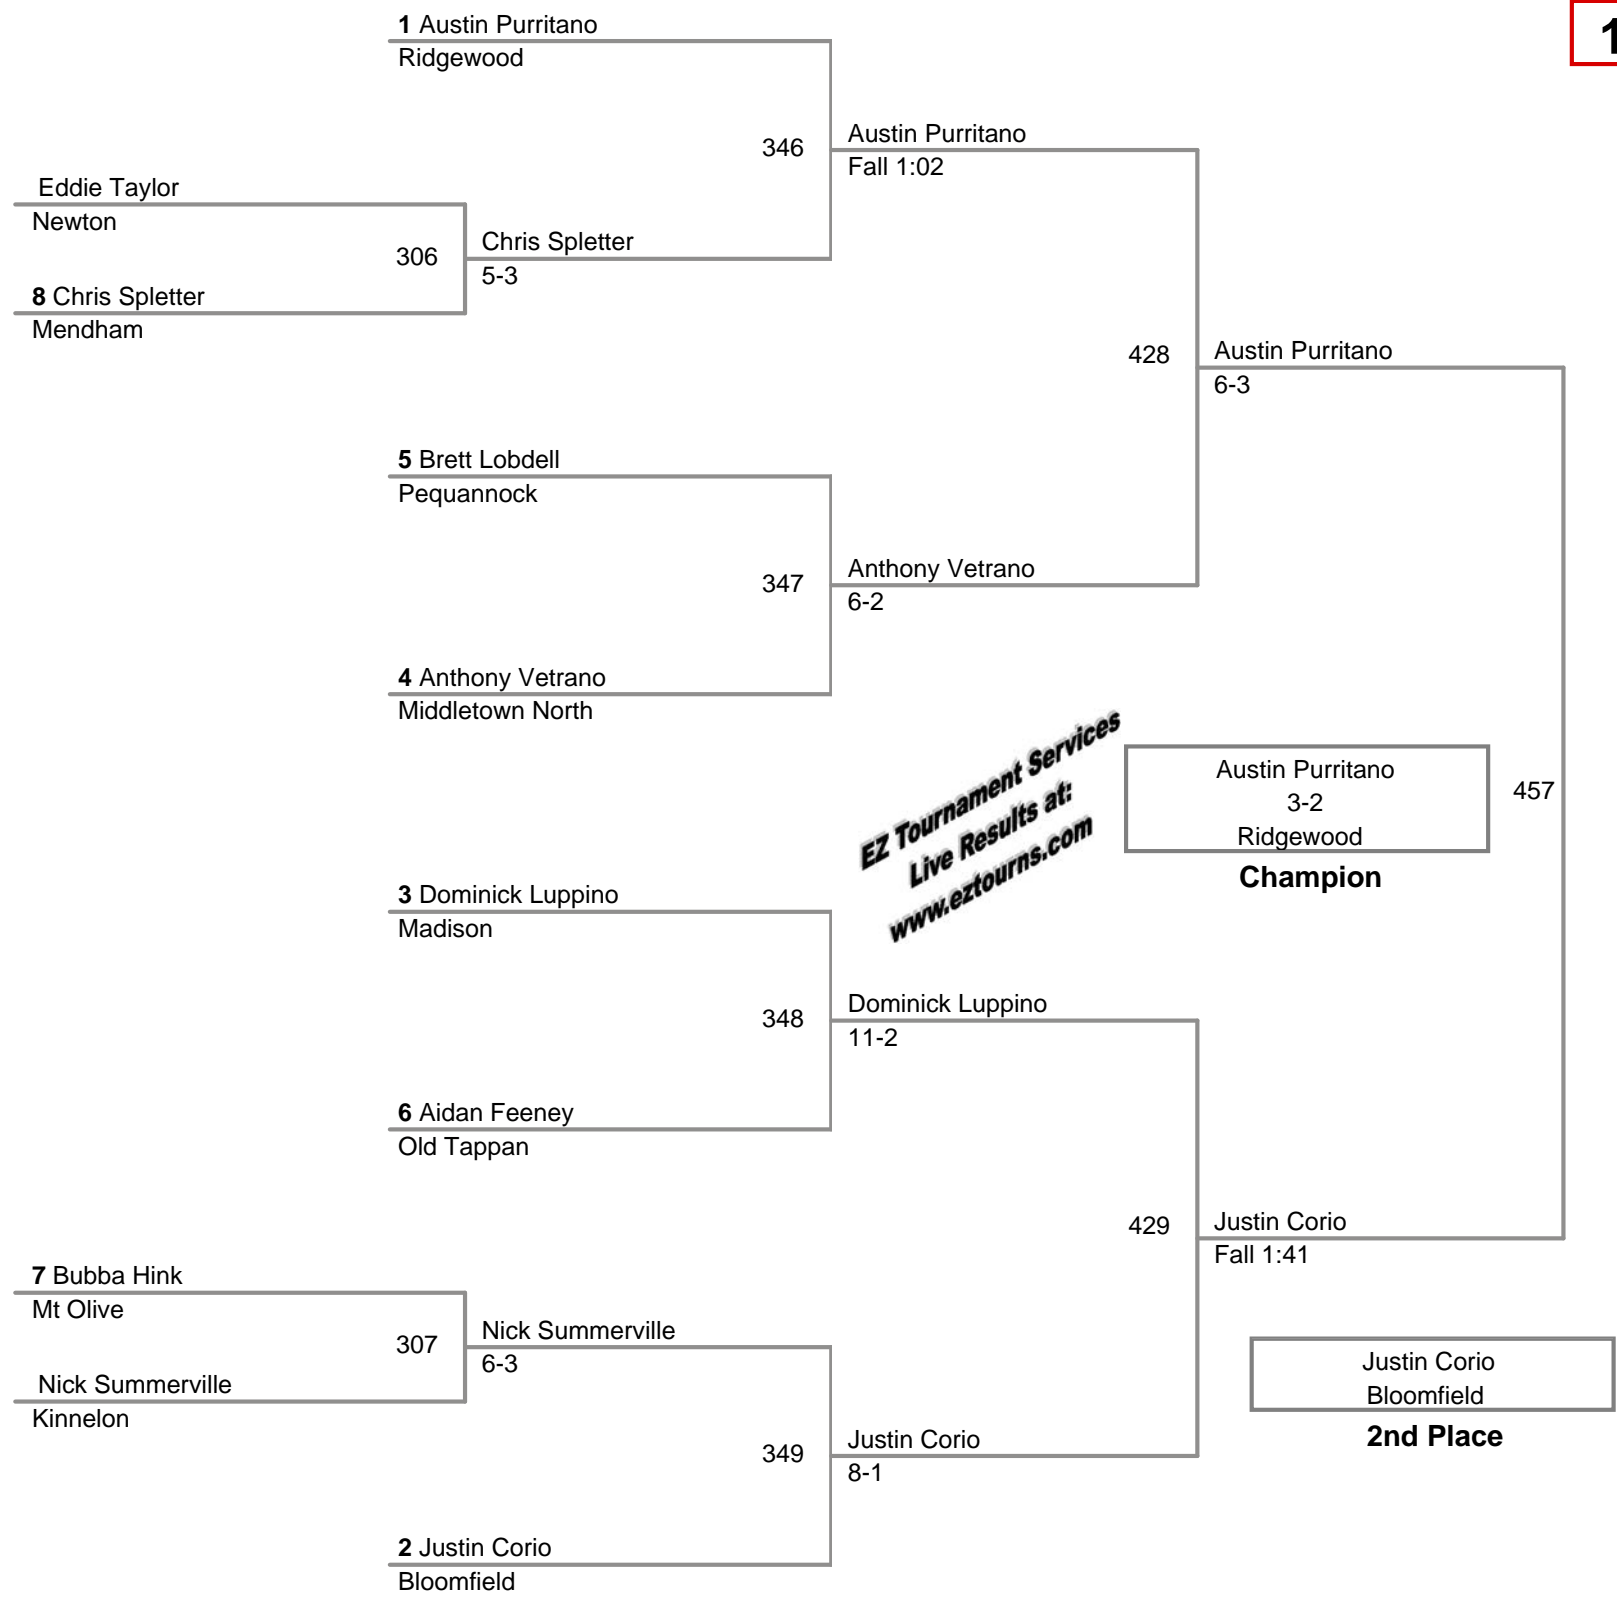 1 Austin Purritano
Ridgewood
1
346
Austin Purritano
Fall 1:02
Eddie Taylor
Newton
306
Chris Spletter
5-3
8 Chris Spletter
Mendham
428
Austin Purritano
6-3
5 Brett Lobdell
Pequannock
347
Anthony Vetrano
6-2
4 Anthony Vetrano
Middletown North
EZ Tournament Services
Live Results at:
www.eztourns.com
Austin Purritano
3-2
Ridgewood
Champion
457
3 Dominick Luppino
Madison
348
Dominick Luppino
11-2
6 Aidan Feeney
Old Tappan
429
Justin Corio
Fall 1:41
7 Bubba Hink
Mt Olive
307
Nick Summerville
6-3
Nick Summerville
Kinnelon
Justin Corio
Bloomfield
2nd Place
349
Justin Corio
8-1
2 Justin Corio
Bloomfield